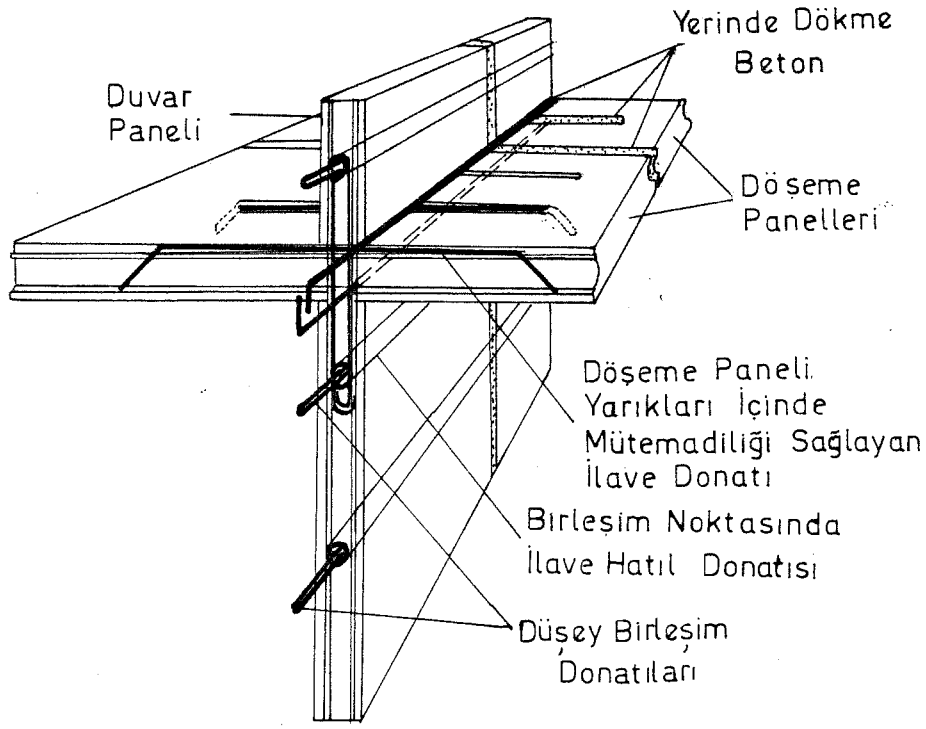 Yerinde Dökme
Beton
Duvar
Paneli
Döşeme
Panelleri
Döşeme Paneli
Yarıkları İçinde
Mütemadiliği Sağlayan
İlave Donatı
Birleşim Noktasında
İlave Hatıl Donatısı
Düşey Birleşim
Donatıları